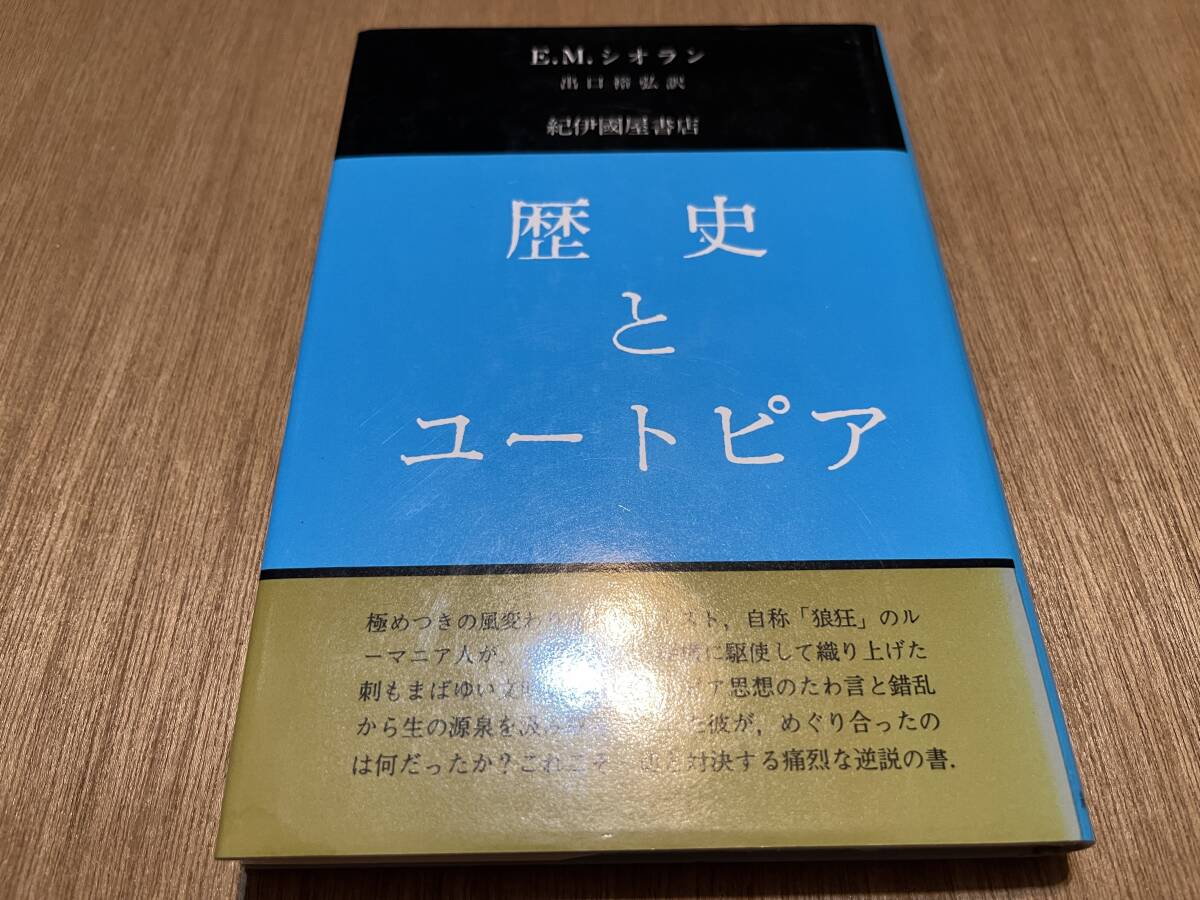 E.M.シオラン
出口裕弘訳
紀伊國屋書店
歴史
と
ユートピア
極めつきの風変わり スト，自称「狼狂」のル
ーマニア人が， に駆使して織り上げた
刺もまばゆい文 ア思想のたわ言と錯乱
から生の源泉を汲 た彼が，めぐり合ったの
は何だったか？これこそ 対決する痛烈な逆説の書．